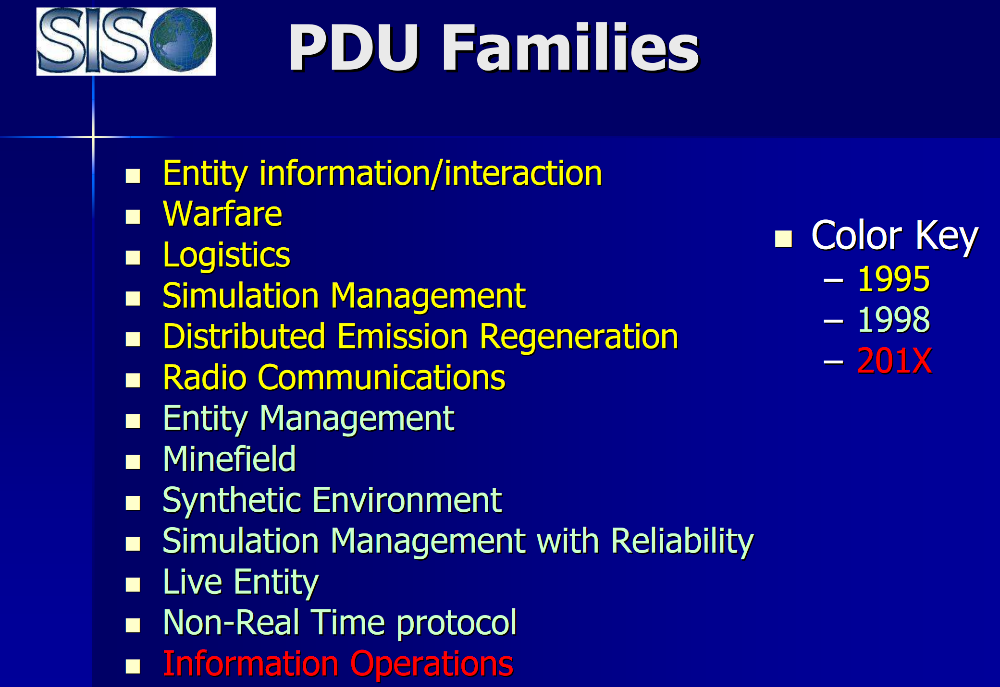 SISO
PDU Families
Entity information/interaction
Warfare
Logistics
Simulation Management
Distributed Emission Regeneration
Radio Communications
Entity Management
Minefield
Synthetic Environment
Simulation Management with Reliability
Live Entity
Non-Real Time protocol
Information Operations
Color Key
– 1995
– 1998
– 201X